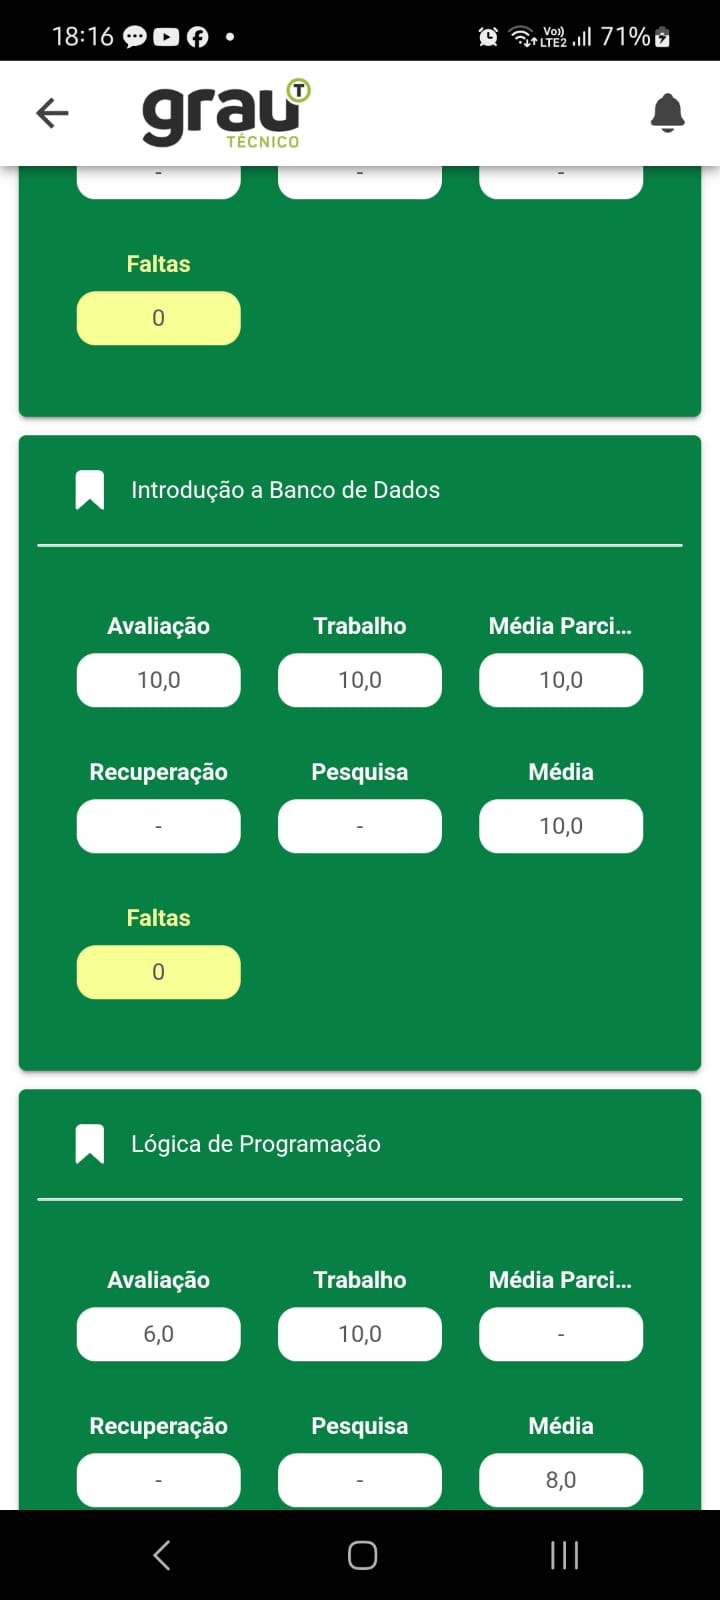 18:16 Vo)) LTE2 71%
grau T
TÉCNICO
- - -
Faltas
0
Introdução a Banco de Dados
Avaliação Trabalho Média Parci...
10,0 10,0 10,0
Recuperação Pesquisa Média
- - 10,0
Faltas
0
Lógica de Programação
Avaliação Trabalho Média Parci...
6,0 10,0 -
Recuperação Pesquisa Média
- - 8,0